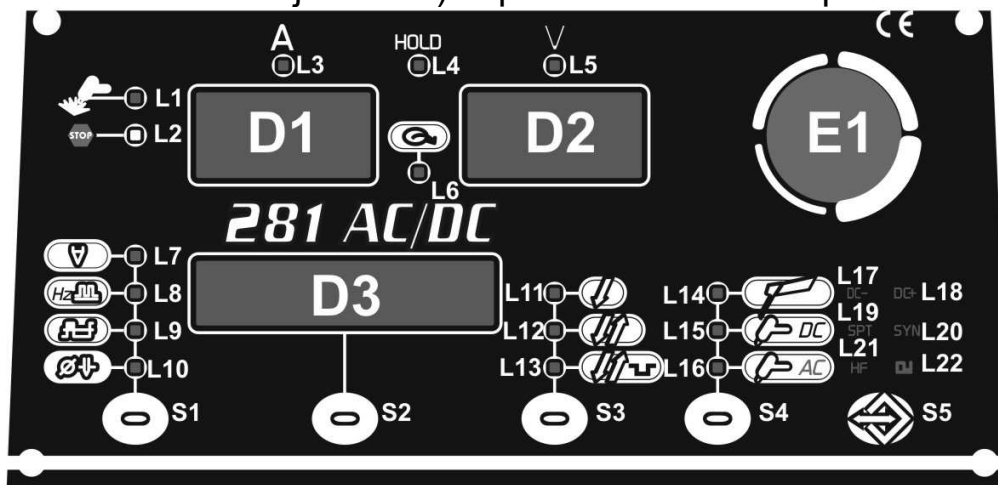 A HOLD V CE
L3 L4 L5
L1
STOP L2
D1 D2 E1
L6
281 AC/DC
L7
Hz L8
L9
L10
D3
L11 L14 L17 DC- DC+ L18
L12 L15 DC L19 SPT SYN L20
L13 L16 AC L21 HF L22
S1 S2 S3 S4 S5